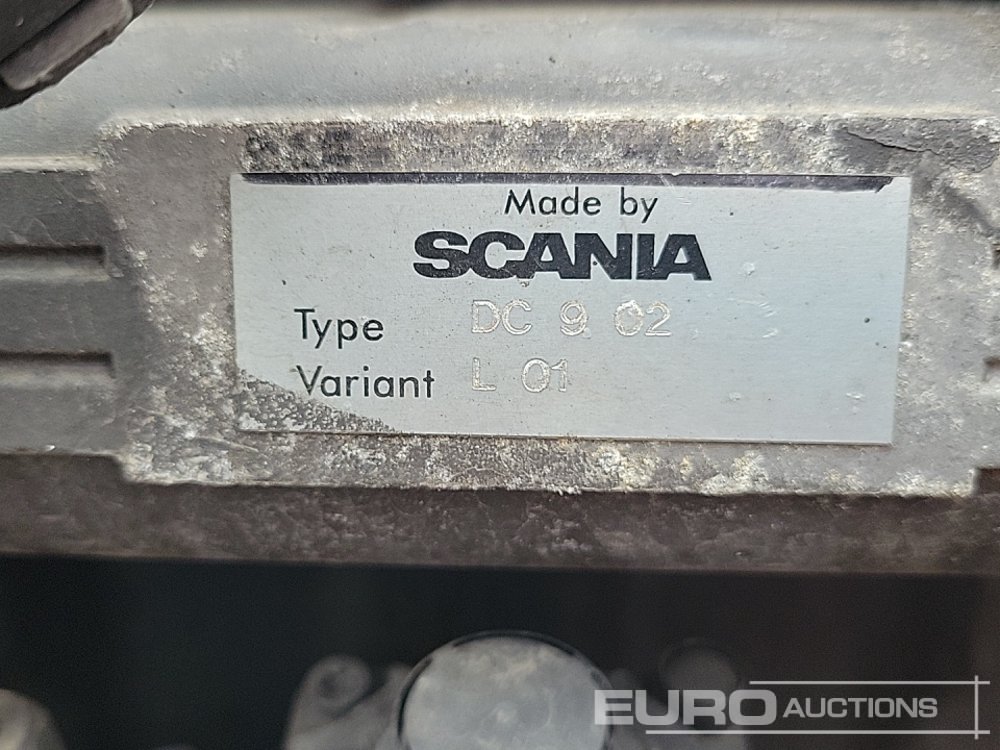 Made by
SCANIA
Type DC 9 02
Variant L 01
EURO AUCTIONS